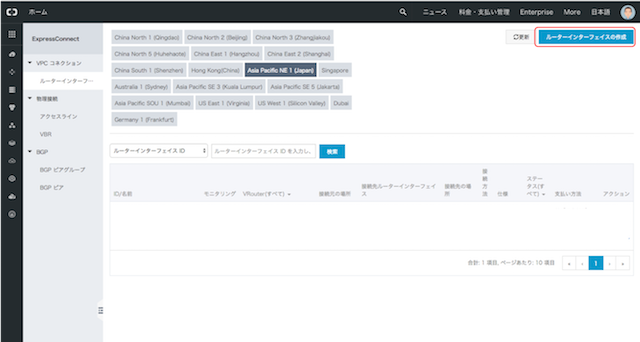 ホーム
ニュース
料金・支払い管理
Enterprise
More
日本語
ExpressConnect
VPC コネクション
ルーターインターフ…
物理接続
アクセスライン
VBR
BGP
BGP ピアグループ
BGP ピア
China North 1 (Qingdao)
China North 2 (Beijing)
China North 3 (Zhangjiakou)
China North 5 (Huhehaote)
China East 1 (Hangzhou)
China East 2 (Shanghai)
China South 1 (Shenzhen)
Hong Kong(China)
Asia Pacific NE 1 (Japan)
Singapore
Australia 1 (Sydney)
Asia Pacific SE 3 (Kuala Lumpur)
Asia Pacific SE 5 (Jakarta)
Asia Pacific SOU 1 (Mumbai)
US East 1 (Virginia)
US West 1 (Silicon Valley)
Dubai
Germany 1 (Frankfurt)
更新
ルーターインターフェイスの作成
ルーターインターフェイス ID
ルーターインターフェイス ID を入力し、
検索
ID/名前
モニタリング
VRouter(すべて)
接続元の場所
接続先ルーターインターフェイ
ス
接続先の場
所
接
続
方
法
仕様
ステー
タス(す
べて)
支払い方法
アクション
合計: 1 項目, ページあたり: 10 項目
«
‹
1
›
»